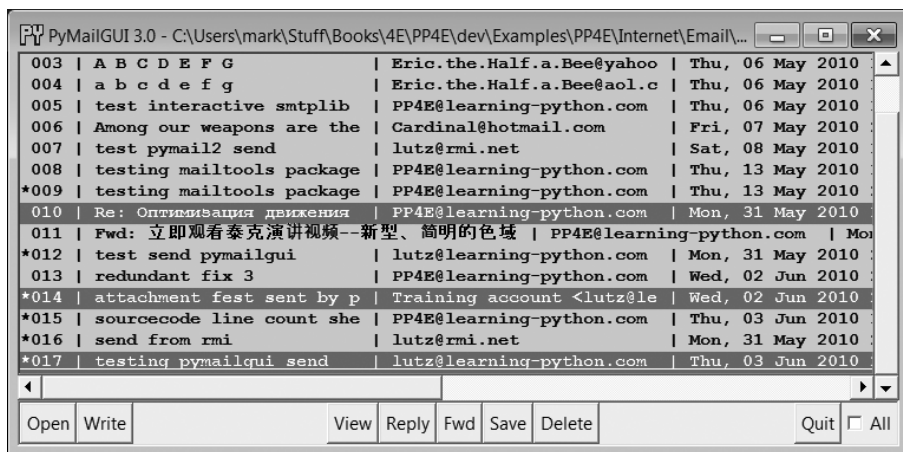 PY PyMailGUI 3.0 - C:\Users\mark\Stuff\Books\4E\PP4E\dev\Examples\PP4E\Internet\Email\...
003 | A B C D E F G | Eric.the.Half.a.Bee@yahoo | Thu, 06 May 2010
004 | a b c d e f g | Eric.the.Half.a.Bee@aol.c | Thu, 06 May 2010
005 | test interactive smtplib | PP4E@learning-python.com | Thu, 06 May 2010
006 | Among our weapons are the | Cardinal@hotmail.com | Fri, 07 May 2010
007 | test pymail2 send | lutz@rmi.net | Sat, 08 May 2010
008 | testing mailtools package | PP4E@learning-python.com | Thu, 13 May 2010
*009 | testing mailtools package | PP4E@learning-python.com | Thu, 13 May 2010
010 | Re: Оптимизация движения | PP4E@learning-python.com | Mon, 31 May 2010
011 | Fwd: 立即观看泰克演讲视频--新型、简明的色域 | PP4E@learning-python.com | Mo
*012 | test send pymailgui | lutz@learning-python.com | Mon, 31 May 2010
013 | redundant fix 3 | PP4E@learning-python.com | Wed, 02 Jun 2010
*014 | attachment fest sent by p | Training account <lutz@le | Wed, 02 Jun 2010
*015 | sourcecode line count she | PP4E@learning-python.com | Thu, 03 Jun 2010
*016 | send from rmi | lutz@rmi.net | Mon, 31 May 2010
*017 | testing pymailgui send | lutz@learning-python.com | Thu, 03 Jun 2010
Open Write View Reply Fwd Save Delete Quit All